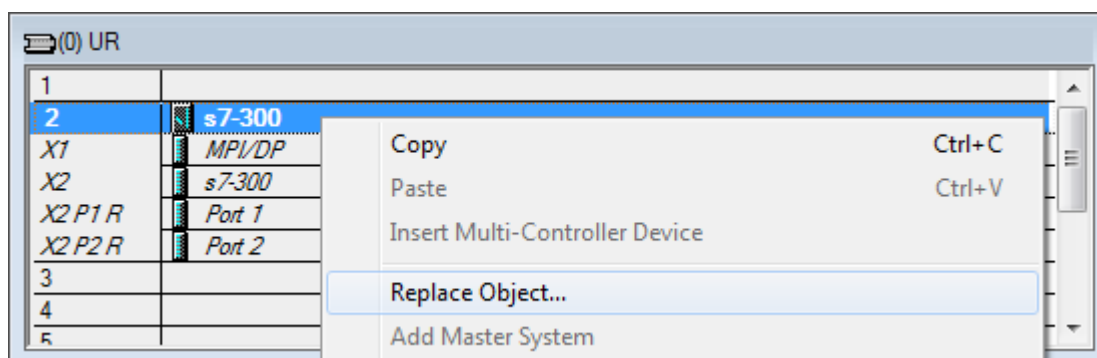 (0) UR
1
2 s7-300
X1 MPI/DP
X2 s7-300
X2 P1 R Port 1
X2 P2 R Port 2
3
4
5
Copy Ctrl+C
Paste Ctrl+V
Insert Multi-Controller Device
Replace Object...
Add Master System